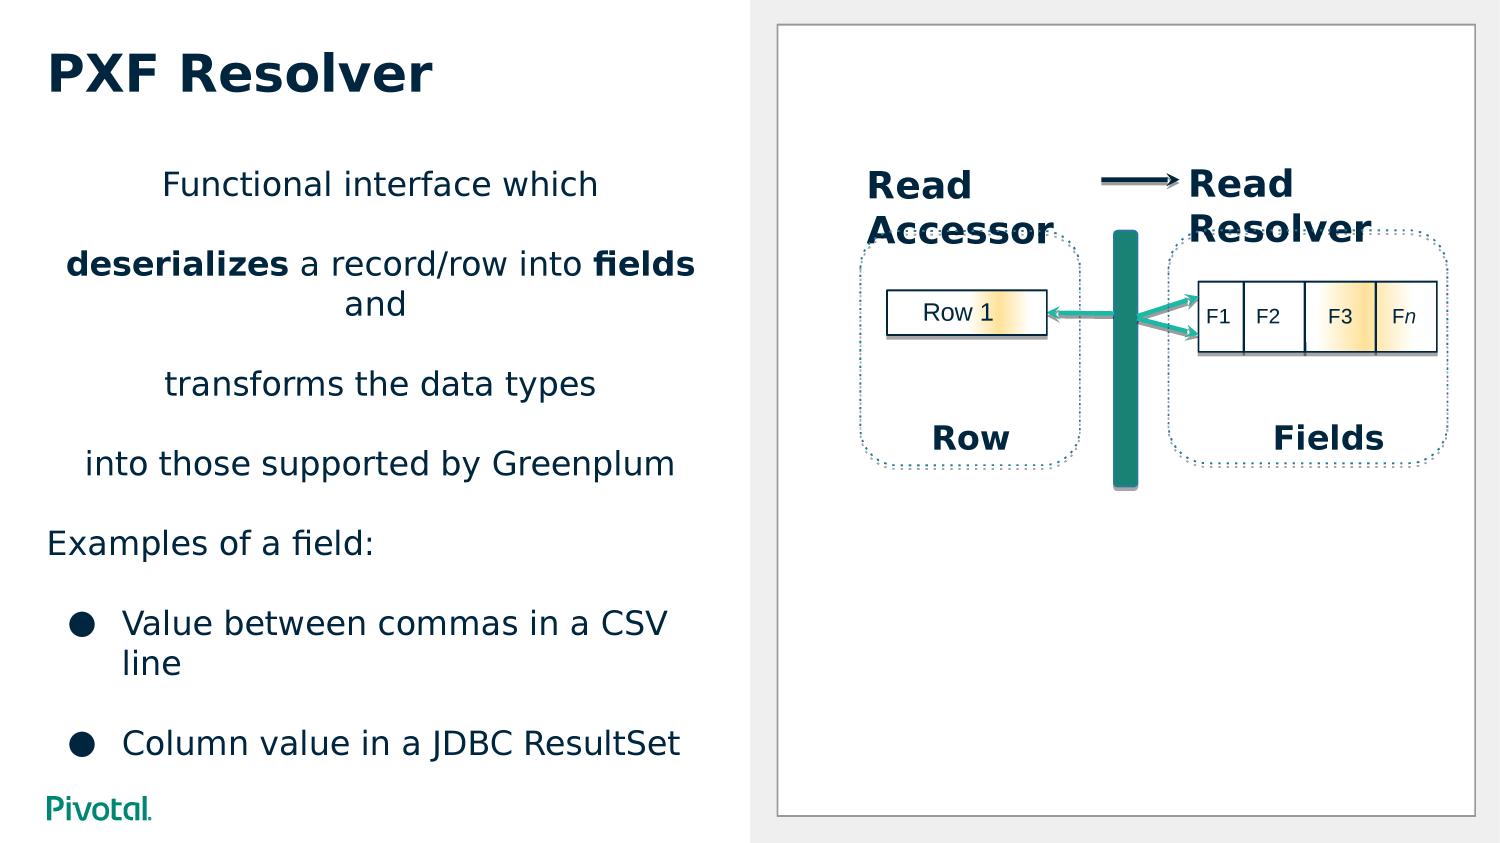 PXF Resolver
Functional interface which
deserializes a record/row into fields
and
transforms the data types
into those supported by Greenplum
Examples of a field:
● Value between commas in a CSV
line
● Column value in a JDBC ResultSet
Pivotal.
Read
Accessor
Read
Resolver
Row 1
F1 F2 F3 Fn
Row
Fields